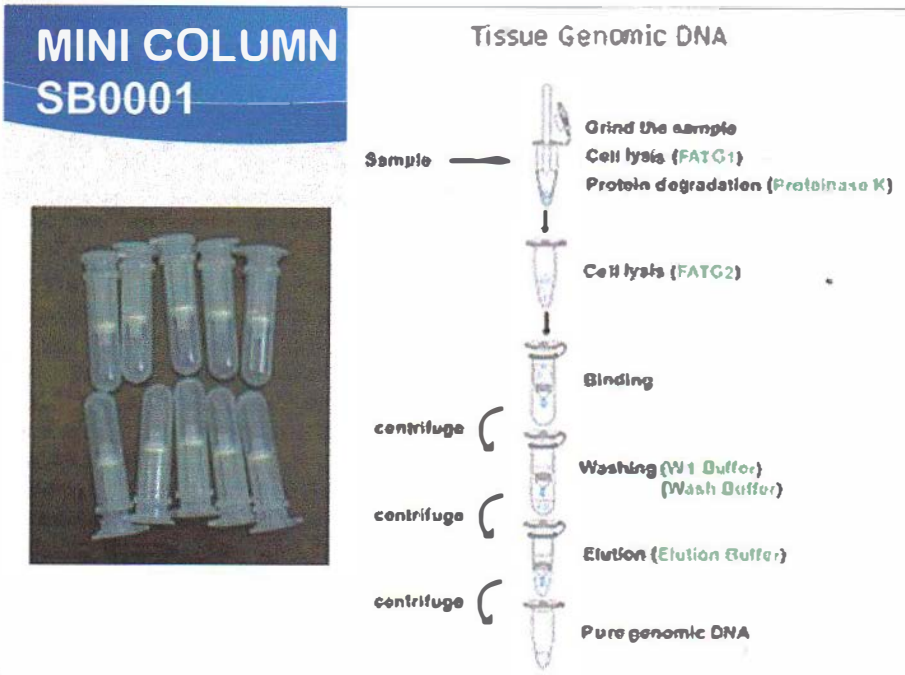 MINI COLUMN
SB0001
Tissue Genomic DNA
Sample
Grind the sample
Cell lysis (FATG1)
Protein degradation (Proteinase K)
Cell lysis (FATG2)
Binding
centrifuge
Washing (W1 Buffer)
(Wash Buffer)
centrifuge
Elution (Elution Buffer)
centrifuge
Pure genomic DNA